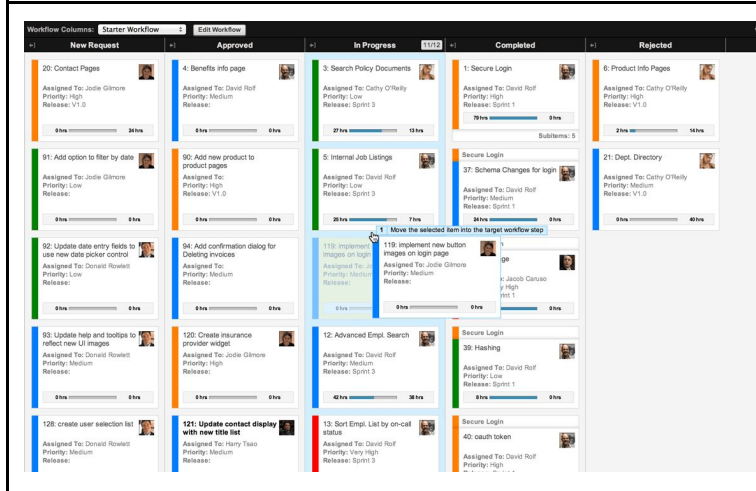 Workflow Columns: Starter Workflow Edit Workflow
New Request
Approved
In Progress 11/12
Completed
Rejected
20: Contact Pages
Assigned To: Jodie Gilmore
Priority: High
Release: V1.0
0 hrs 24 hrs
91: Add option to filter by date
Assigned To: Jodie Gilmore
Priority: Low
Release:
0 hrs 0 hrs
92: Update date entry fields to
use new date picker control
Assigned To: Donald Rowlett
Priority: Low
Release:
0 hrs 0 hrs
93: Update help and tooltips to
reflect new UI images
Assigned To: Donald Rowlett
Priority: Medium
Release:
0 hrs 0 hrs
128: create user selection list
Assigned To: Donald Rowlett
Priority: Medium
Release:
4: Benefits info page
Assigned To: David Rolf
Priority: Medium
Release:
0 hrs 0 hrs
90: Add new product to
product pages
Assigned To:
Priority: High
Release: V1.0
0 hrs 0 hrs
94: Add confirmation dialog for
Deleting invoices
Assigned To:
Priority: Medium
Release:
0 hrs 0 hrs
120: Create insurance
provider widget
Assigned To: Jodie Gilmore
Priority: High
Release:
0 hrs 0 hrs
121: Update contact display
with new title list
Assigned To: Harry Tsao
Priority: Medium
Release:
3: Search Policy Documents
Assigned To: Cathy O'Reilly
Priority: Low
Release: Sprint 3
27 hrs 13 hrs
5: Internal Job Listings
Assigned To: David Rolf
Priority: Low
Release: Sprint 3
25 hrs 7 hrs
1 Move the selected item into the target workflow step
119: implement
images on login
Assigned To:
Priority: Medium
Release:
0 hrs
119: implement new button
images on login page
Assigned To: Jodie Gilmore
Priority: Medium
Release:
0 hrs 0 hrs
12: Advanced Empl. Search
Assigned To: David Rolf
Priority: Medium
Release: Sprint 3
42 hrs 38 hrs
13: Sort Empl. List by on-call
status
Assigned To: David Rolf
Priority: Very High
Release: Sprint 3
1: Secure Login
Assigned To: David Rolf
Priority: High
Release: Sprint 1
79 hrs 0 hrs
Subitems: 5
Secure Login
37: Schema Changes for login
Assigned To: David Rolf
Priority: Medium
Release: Sprint 1
24 hrs 0 hrs
Jacob Caruso
High
Sprint 1
0 hrs
Secure Login
39: Hashing
Assigned To: David Rolf
Priority: Low
Release: Sprint 1
8 hrs 0 hrs
Secure Login
40: oauth token
Assigned To: David Rolf
Priority: High
Release: Sprint 1
6: Product Info Pages
Assigned To: Cathy O'Reilly
Priority: High
Release: V1.0
2 hrs 14 hrs
21: Dept. Directory
Assigned To: Cathy O'Reilly
Priority: Medium
Release: V1.0
0 hrs 40 hrs